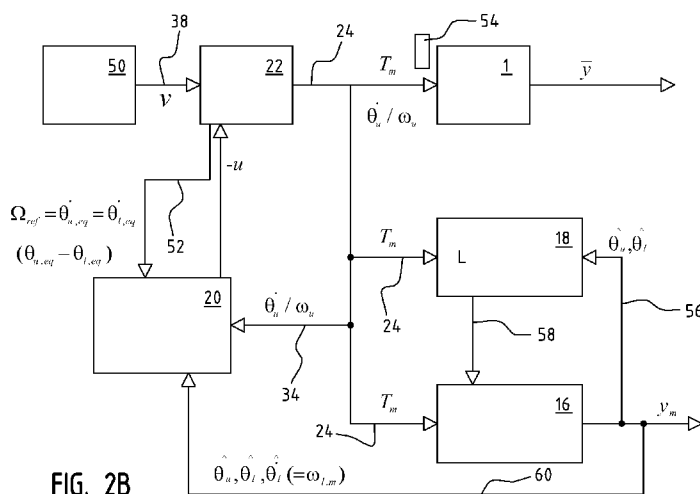 38
24
54
50
v
22
T_m
1
ȳ
θ̇_u / ω_u
-u
Ω_ref = θ̇_u,eq = θ̇_l,eq
(θ_u,eq − θ_l,eq)
52
T_m
18
L
θ̂_u, θ̂_l
20
θ̇_u / ω_u
24
58
56
34
T_m
16
y_m
24
θ̂_u, θ̂_l, θ̇̂_l (=ω_l,m)
60
FIG. 2B